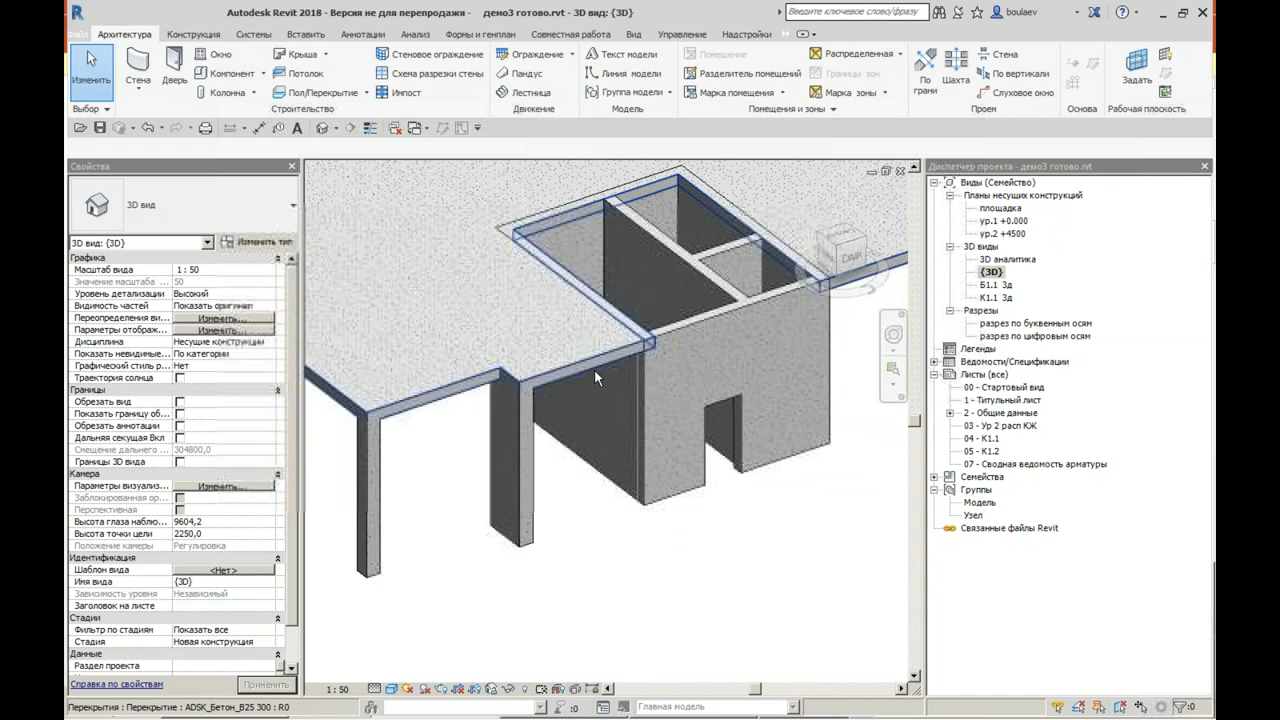 Autodesk Revit 2018 - Версия не для перепродажи - демо3 готово.rvt - 3D вид: {3D}
Введите ключевое слово/фразу
boulaev
Файл Архитектура Конструкция Системы Вставить Аннотации Анализ Формы и генплан Совместная работа Вид Управление Надстройки
Изменить
Стена
Дверь
Окно
Компонент
Колонна
Крыша
Потолок
Пол/Перекрытие
Стеновое ограждение
Схема разрезки стены
Импост
Ограждение
Пандус
Лестница
Текст модели
Линия модели
Группа модели
Помещение
Разделитель помещений
Марка помещения
Распределенная
Границы зон
Марка зоны
По грани
Шахта
Стена
По вертикали
Слуховое окно
Задать
Выбор Строительство Движение Модель Помещения и зоны Проем Основа Рабочая плоскость
Свойства
3D вид
3D вид: {3D} Изменить тип
Графика
Масштаб вида 1 : 50
Значение масштаба 50
Уровень детализации Высокий
Видимость частей Показать оригинал
Переопределения ви... Изменить...
Параметры отображ... Изменить...
Дисциплина Несущие конструкции
Показать невидимые... По категории
Графический стиль р... Нет
Траектория солнца
Границы
Обрезать вид
Показать границу об...
Обрезать аннотации
Дальняя секущая Вкл
Смещение дальнего ... 304800,0
Границы 3D вида
Камера
Параметры визуализ... Изменить...
Заблокированная ор...
Перспективная
Высота глаза наблю... 9604,2
Высота точки цели 2250,0
Положение камеры Регулировка
Идентификация
Шаблон вида <Нет>
Имя вида {3D}
Зависимость уровня Независимый
Заголовок на листе
Стадии
Фильтр по стадиям Показать все
Стадия Новая конструкция
Данные
Раздел проекта
Справка по свойствам Применить
1 : 50
Перекрытия : Перекрытие : ADSK_Бетон_В25 300 : R0
:0
Главная модель
:0
Диспетчер проекта - демо3 готово.rvt
Виды (Семейство)
Планы несущих конструкций
площадка
ур.1 +0.000
ур.2 +4500
3D виды
3D аналитика
{3D}
Б1.1 3д
К1.1 3д
Разрезы
разрез по буквенным осям
разрез по цифровым осям
Легенды
Ведомости/Спецификации
Листы (все)
00 - Стартовый вид
1 - Титульный лист
2 - Общие данные
03 - Ур 2 расп КЖ
04 - К1.1
05 - К1.2
07 - Сводная ведомость арматуры
Семейства
Группы
Модель
Узел
Связанные файлы Revit